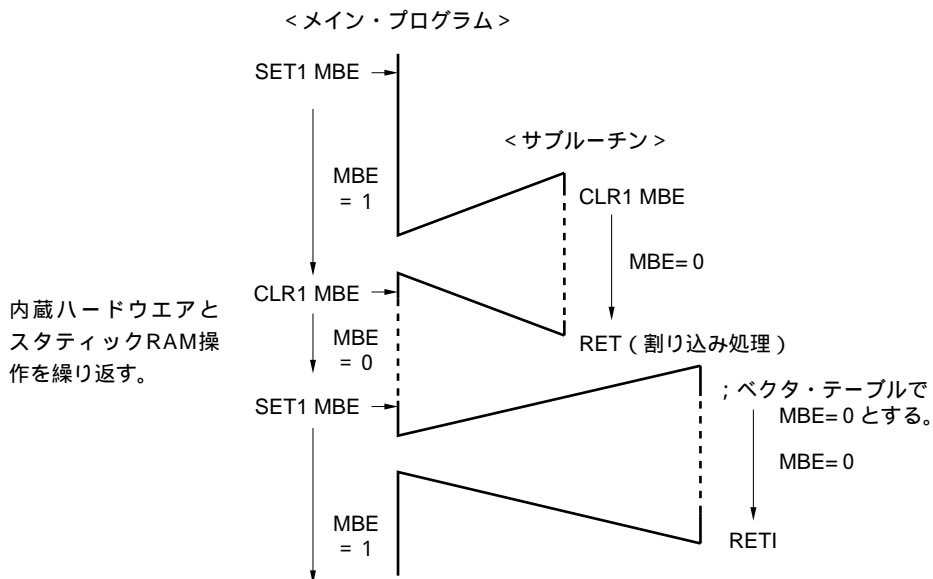 <メイン・プログラム>
SET1 MBE
<サブルーチン>
MBE
= 1
CLR1 MBE
MBE=0
CLR1 MBE
内蔵ハードウエアと
スタティックRAM操
作を繰り返す。
MBE
= 0
RET(割り込み処理)
SET1 MBE
;ベクタ・テーブルで
MBE=0とする。
MBE=0
MBE
= 1
RETI